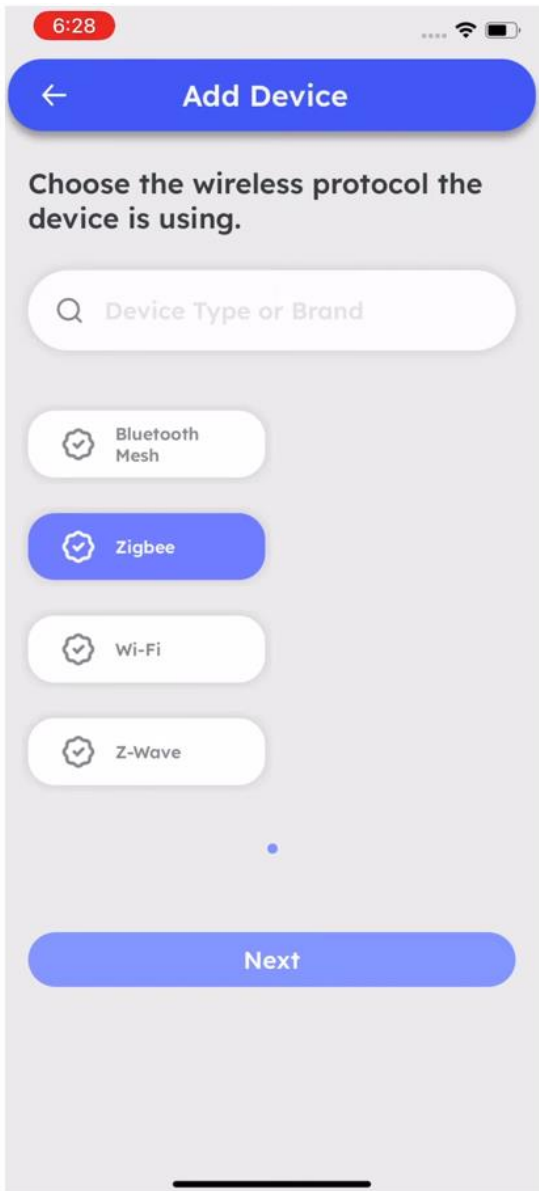 6:28
Add Device
Choose the wireless protocol the
device is using.
Device Type or Brand
Bluetooth
Mesh
Zigbee
Wi-Fi
Z-Wave
Next